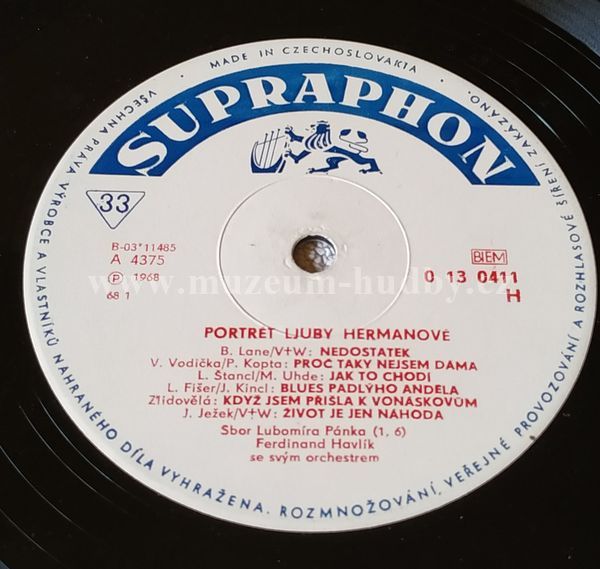 • MADE IN CZECHOSLOVAKIA •
SUPRAPHON
33
B-03*11485
A 4375
Ⓟ 1968
68 1
BIEM
0 13 0411
H
www.muzeum-hudby.cz
PORTRÉT LJUBY HERMANOVÉ
B. Lane/V+W: NEDOSTATEK
V. Vodička/P. Kopta: PROČ TAKY NEJSEM DÁMA
L. Štancl/M. Uhde: JAK TO CHODÍ
L. Fišer/J. Kincl: BLUES PADLÝHO ANDĚLA
Zlidovělá: KDYŽ JSEM PŘIŠLA K VONÁSKOVŮM
J. Ježek/V+W: ŽIVOT JE JEN NÁHODA
Sbor Lubomíra Pánka (1, 6)
Ferdinand Havlík
se svým orchestrem
VŠECHNA PRÁVA VÝROBCE A VLASTNÍKŮ NAHRANÉHO DÍLA VYHRAŽENA. ROZMNOŽOVÁNÍ, VEŘEJNÉ PROVOZOVÁNÍ A ROZHLASOVÉ ŠÍŘENÍ ZAKÁZÁNO.